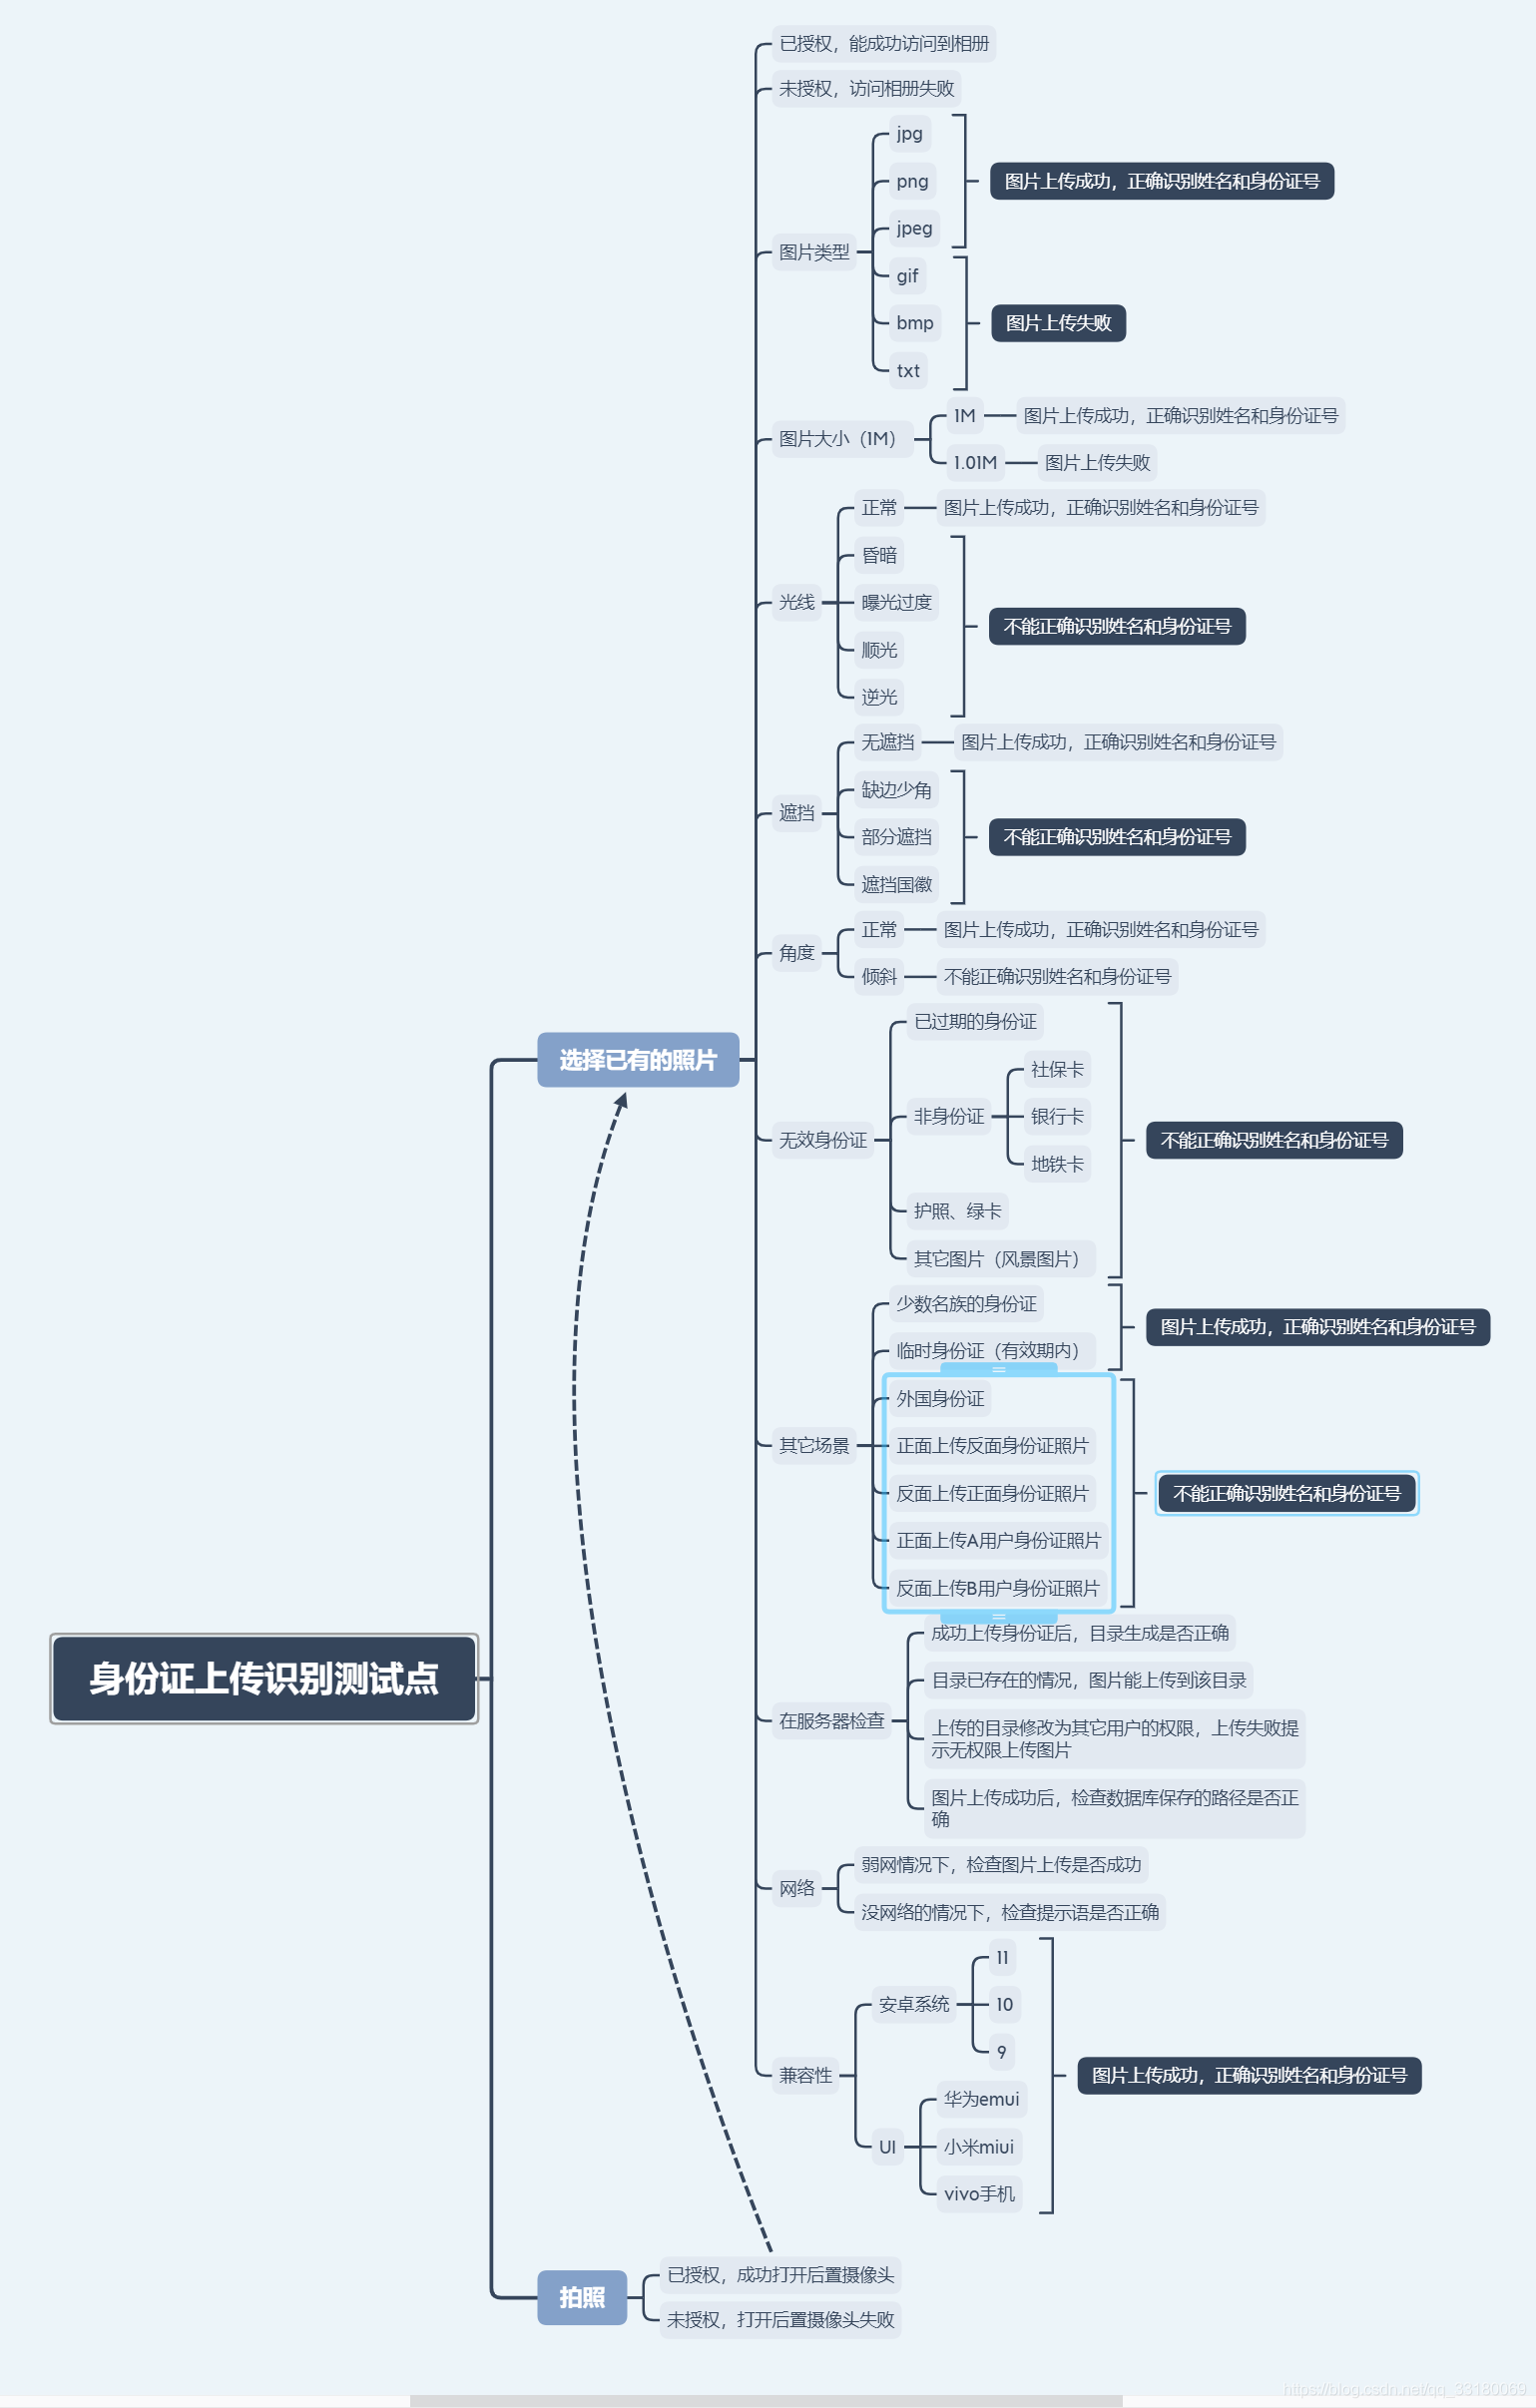 已授权，能成功访问到相册
未授权，访问相册失败
jpg
png
jpeg
图片上传成功，正确识别姓名和身份证号
图片类型
gif
bmp
txt
图片上传失败
图片大小（1M）
1M
图片上传成功，正确识别姓名和身份证号
1.01M
图片上传失败
正常
图片上传成功，正确识别姓名和身份证号
昏暗
光线
曝光过度
不能正确识别姓名和身份证号
顺光
逆光
无遮挡
图片上传成功，正确识别姓名和身份证号
缺边少角
遮挡
部分遮挡
不能正确识别姓名和身份证号
遮挡国徽
正常
图片上传成功，正确识别姓名和身份证号
角度
倾斜
不能正确识别姓名和身份证号
已过期的身份证
选择已有的照片
社保卡
非身份证
银行卡
地铁卡
无效身份证
不能正确识别姓名和身份证号
护照、绿卡
其它图片（风景图片）
少数名族的身份证
图片上传成功，正确识别姓名和身份证号
临时身份证（有效期内）
外国身份证
其它场景
正面上传反面身份证照片
反面上传正面身份证照片
不能正确识别姓名和身份证号
正面上传A用户身份证照片
反面上传B用户身份证照片
成功上传身份证后，目录生成是否正确
身份证上传识别测试点
目录已存在的情况，图片能上传到该目录
在服务器检查
上传的目录修改为其它用户的权限，上传失败提
示无权限上传图片
图片上传成功后，检查数据库保存的路径是否正
确
弱网情况下，检查图片上传是否成功
网络
没网络的情况下，检查提示语是否正确
11
安卓系统
10
9
兼容性
图片上传成功，正确识别姓名和身份证号
华为emui
UI
小米miui
vivo手机
已授权，成功打开后置摄像头
拍照
未授权，打开后置摄像头失败
https://blog.csdn.net/qq_33180069